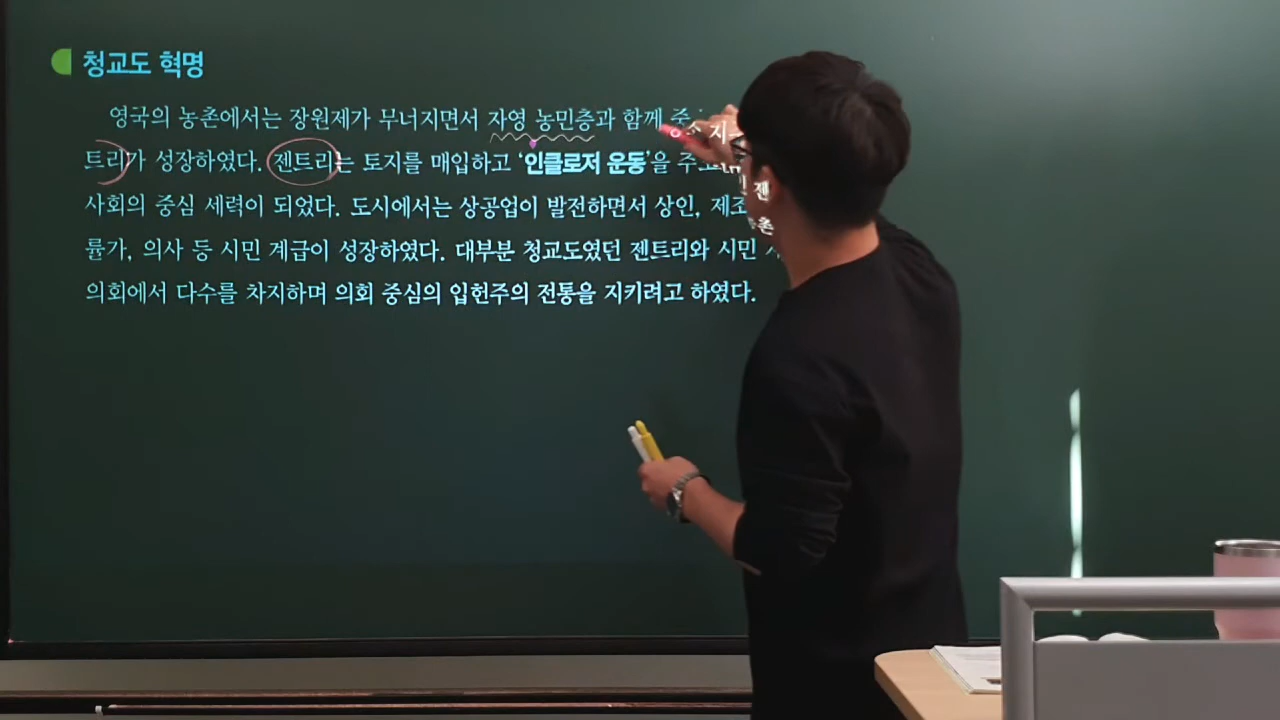 청교도 혁명
영국의 농촌에서는 장원제가 무너지면서 자영 농민층과 함께
트리가 성장하였다. 젠트리는 토지를 매입하고 ‘인클로저 운동’을 젠
사회의 중심 세력이 되었다. 도시에서는 상공업이 발전하면서 상인,
률가, 의사 등 시민 계급이 성장하였다. 대부분 청교도였던 젠트리와 시민
의회에서 다수를 차지하며 의회 중심의 입헌주의 전통을 지키려고 하였다.